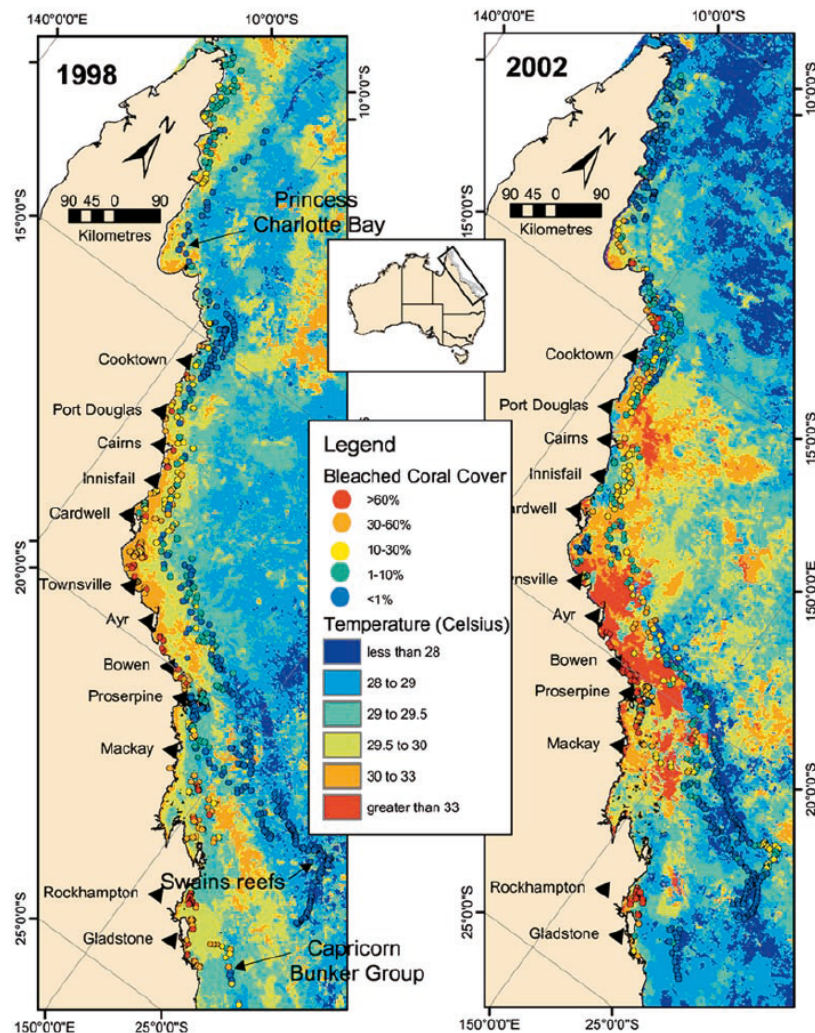 140°0'0"E
10°0'0"S
1998
10°0'0"S
N
15°0'0"S
90 45 0 90
Kilometres
Princess
Charlotte Bay
Cooktown
Port Douglas
Cairns
Innisfail
Cardwell
20°0'0"S
Townsville
Ayr
Bowen
Proserpine
Mackay
Swains reefs
Rockhampton
25°0'0"S
Gladstone
Capricorn
Bunker Group
150°0'0"E
25°0'0"S
Legend
Bleached Coral Cover
>60%
30-60%
10-30%
1-10%
<1%
Temperature (Celsius)
less than 28
28 to 29
29 to 29.5
29.5 to 30
30 to 33
greater than 33
140°0'0"E
10°0'0"S
2002
10°0'0"S
N
15°0'0"S
90 45 0 90
Kilometres
Cooktown
Port Douglas
15°0'0"S
Cairns
Innisfail
ardwell
wnsville
150°0'0"E
Ayr
Bowen
Proserpine
Mackay
20°0'0"S
Rockhampton
25°0'0"S
Gladstone
150°0'0"E
25°0'0"S